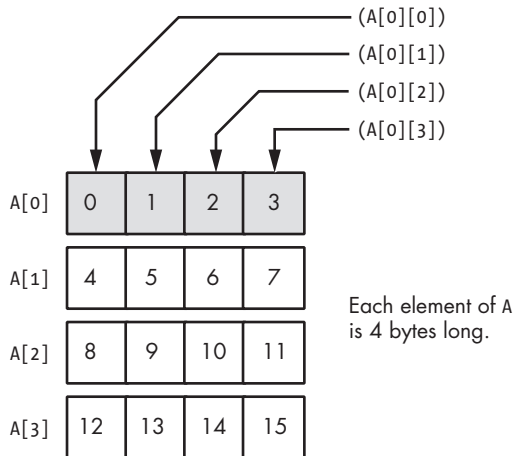 (A[0][0])
(A[0][1])
(A[0][2])
(A[0][3])
A[0] 0 1 2 3
A[1] 4 5 6 7
Each element of A
is 4 bytes long.
A[2] 8 9 10 11
A[3] 12 13 14 15